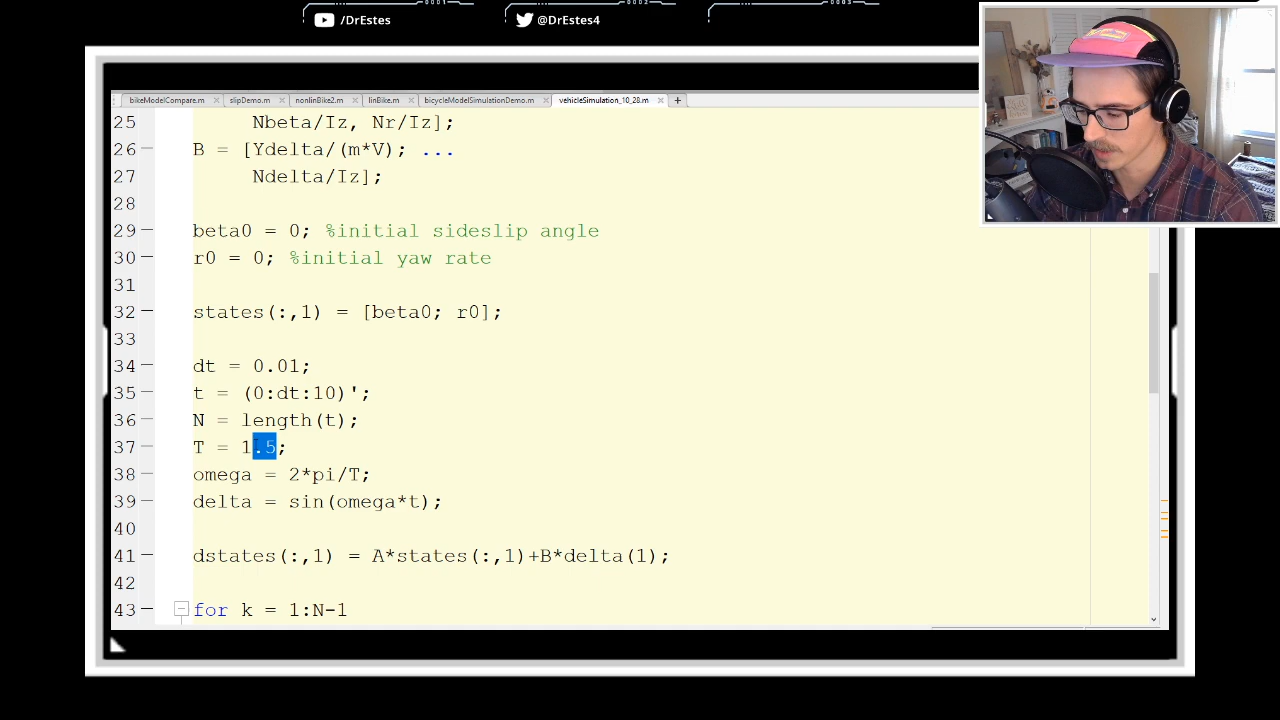 0001 0002 0003
/DrEstes @DrEstes4
bikeModelCompare.m slipDemo.m nonlinBike2.m linBike.m bicycleModelSimulationDemo.m vehicleSimulation_10_28.m
25 Nbeta/Iz, Nr/Iz];
26 B = [Ydelta/(m*V); ...
27 Ndelta/Iz];
28
29 beta0 = 0; %initial sideslip angle
30 r0 = 0; %initial yaw rate
31
32 states(:,1) = [beta0; r0];
33
34 dt = 0.01;
35 t = (0:dt:10)';
36 N = length(t);
37 T = 1.5;
38 omega = 2*pi/T;
39 delta = sin(omega*t);
40
41 dstates(:,1) = A*states(:,1)+B*delta(1);
42
43 for k = 1:N-1